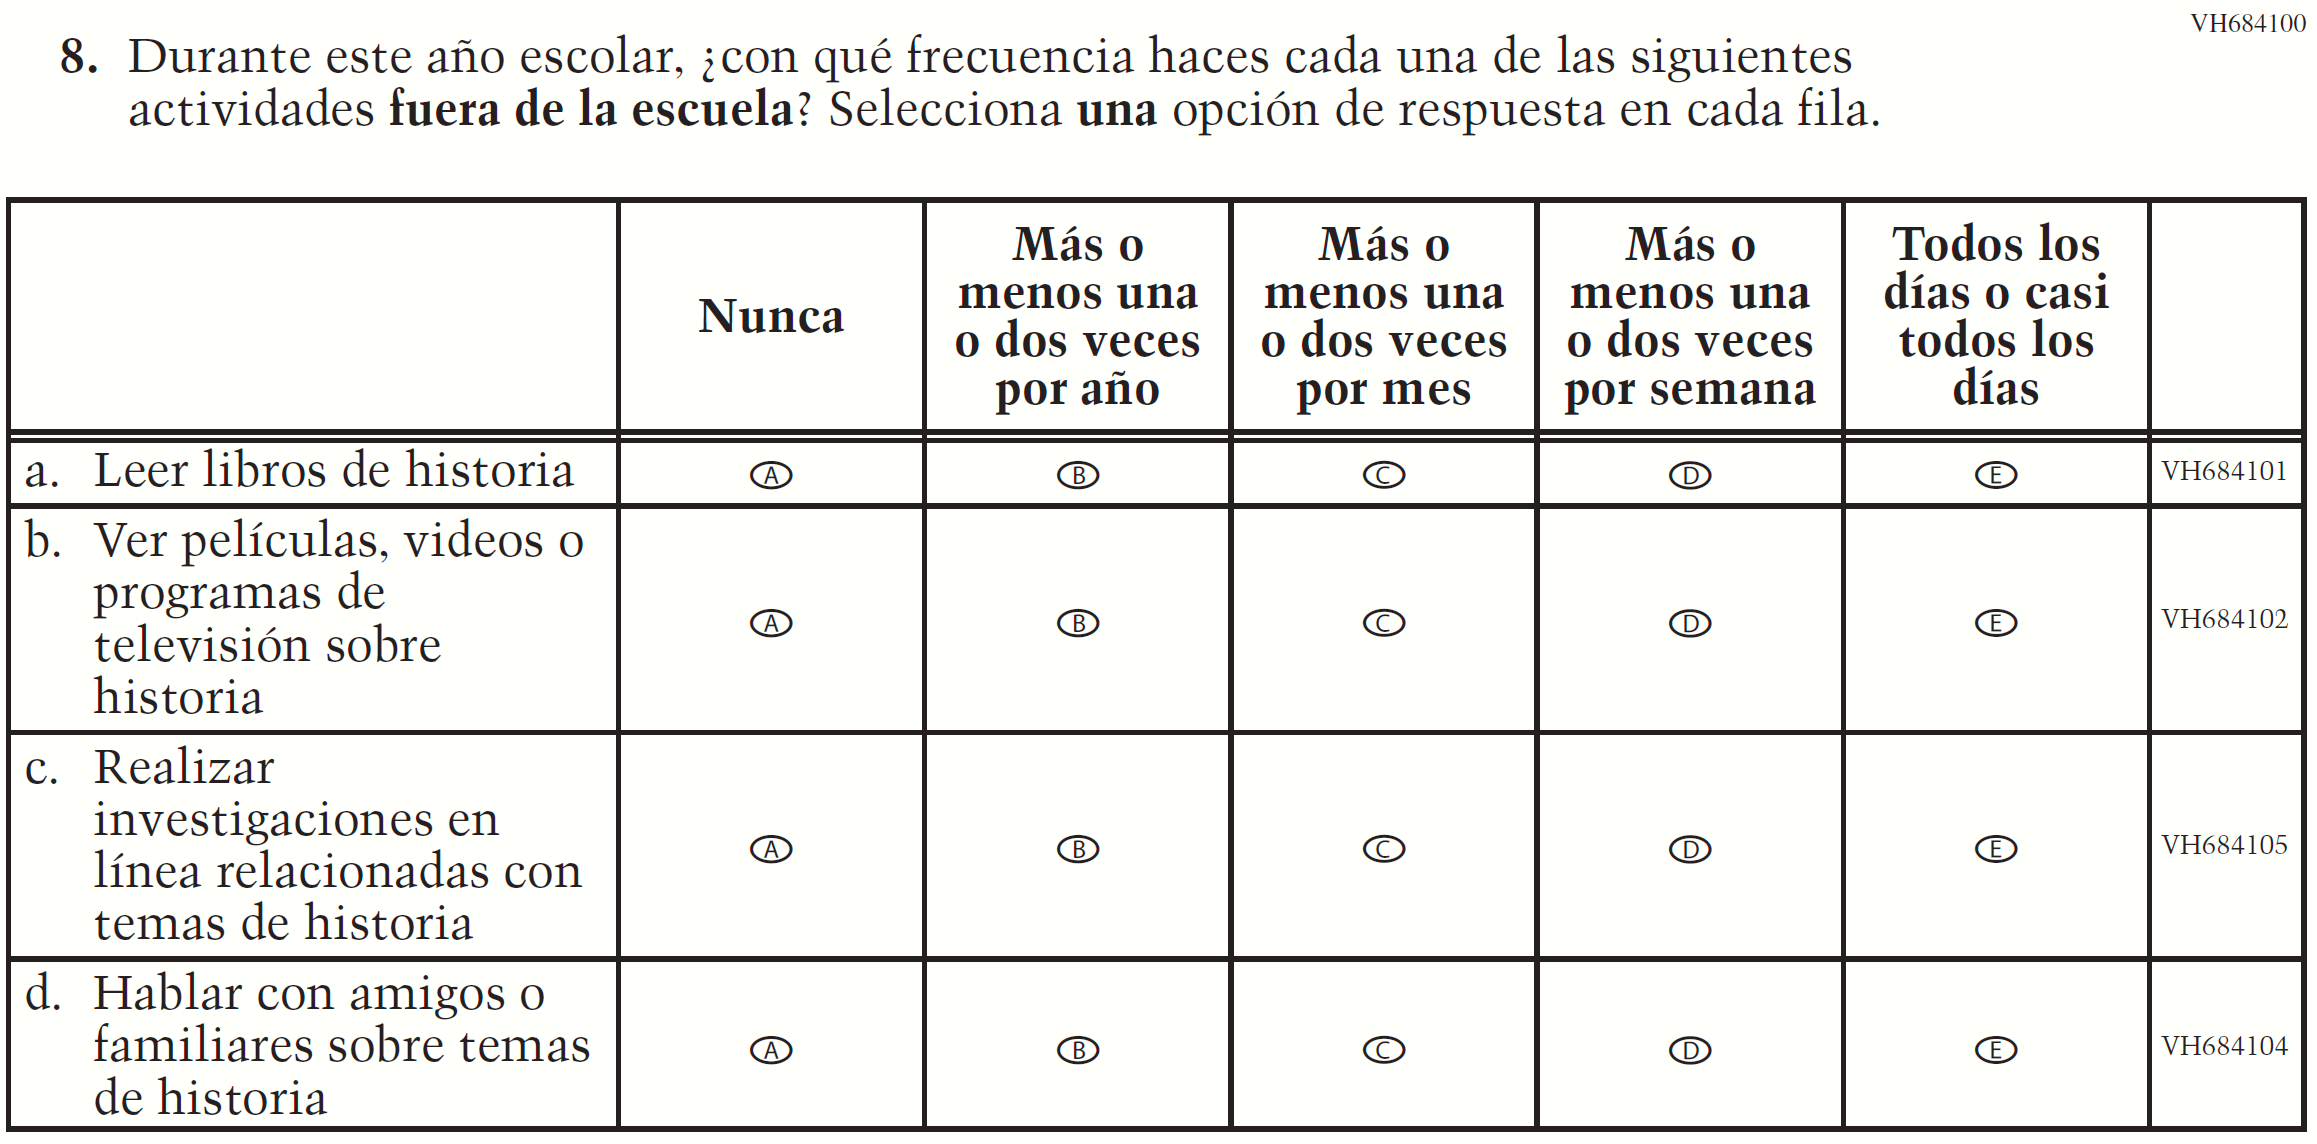 VH684100
8. Durante este año escolar, ¿con qué frecuencia haces cada una de las siguientes
actividades fuera de la escuela? Selecciona una opción de respuesta en cada fila.
Nunca
Más o
menos una
o dos veces
por año
Más o
menos una
o dos veces
por mes
Más o
menos una
o dos veces
por semana
Todos los
días o casi
todos los
días
a. Leer libros de historia A B C D E VH684101
b. Ver películas, videos o
programas de
televisión sobre
historia
A B C D E VH684102
c. Realizar
investigaciones en
línea relacionadas con
temas de historia
A B C D E VH684105
d. Hablar con amigos o
familiares sobre temas
de historia
A B C D E VH684104